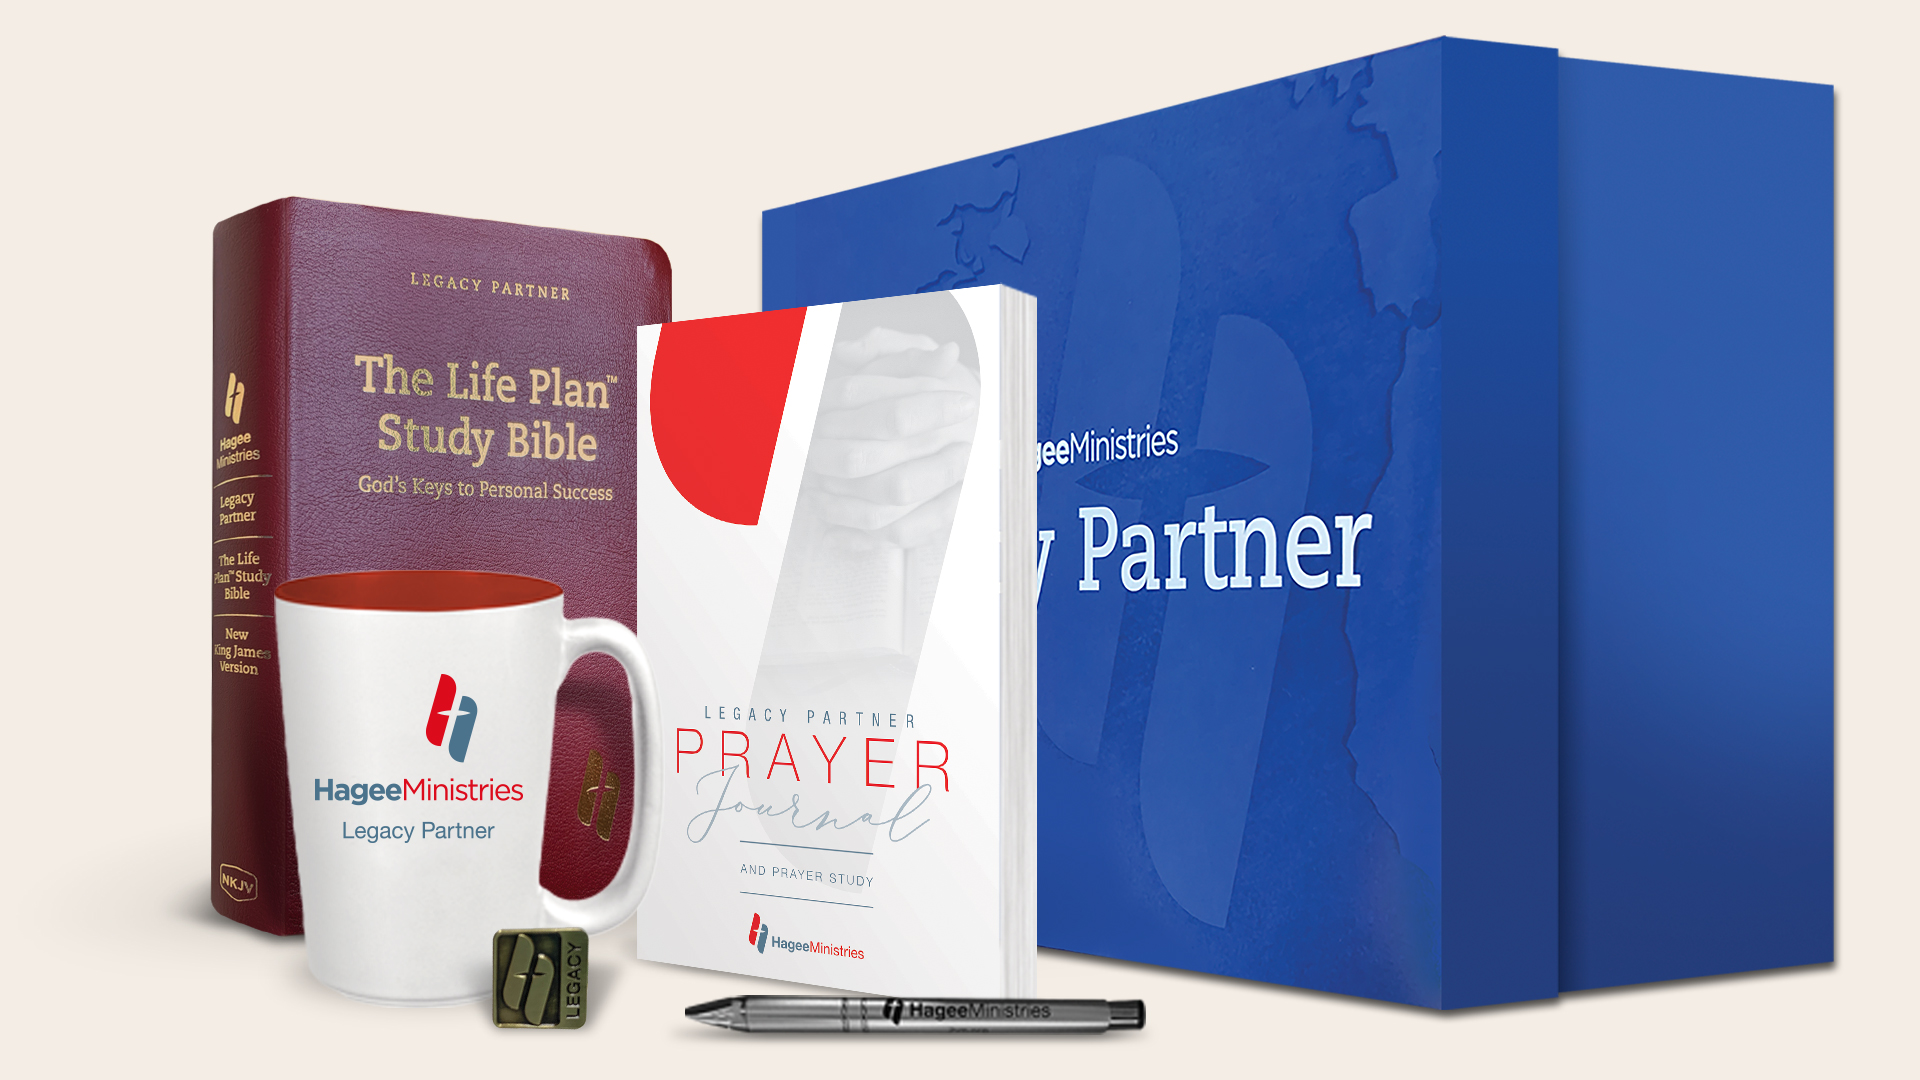 LEGACY PARTNER
The Life Plan™
Study Bible
God's Keys to Personal Success
Hagee
Ministries
Legacy
Partner
The Life
Plan™ Study
Bible
New
King James
Version
NKJV
HageeMinistries
Legacy Partner
LEGACY
LEGACY PARTNER
PRAYER
Journal
AND PRAYER STUDY
HageeMinistries
HageeMinistries
geeMinistries
y Partner